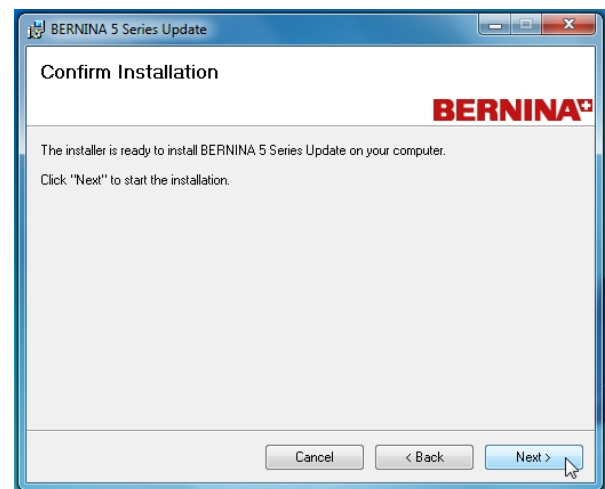 BERNINA 5 Series Update
Confirm Installation
BERNINA
The installer is ready to install BERNINA 5 Series Update on your computer.
Click "Next" to start the installation.
Cancel
< Back
Next >